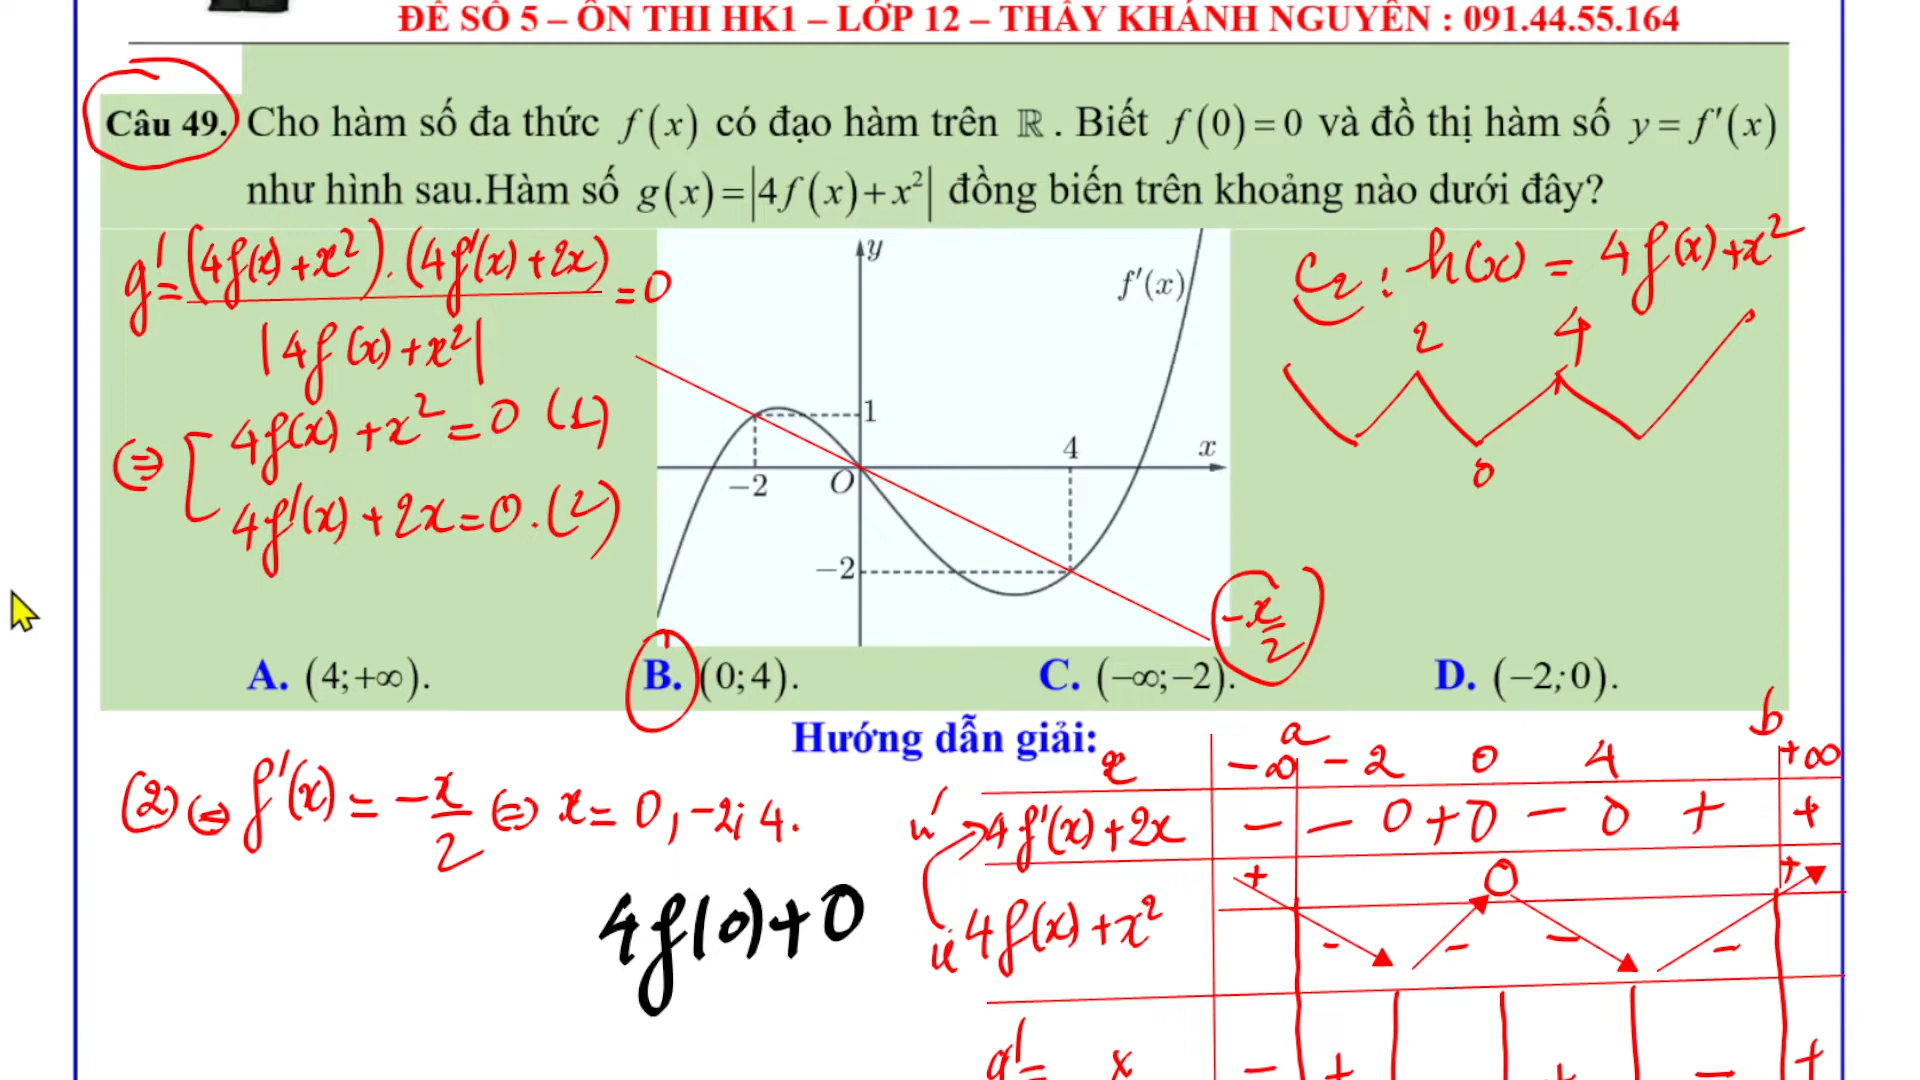 ĐỀ SỐ 5 – ÔN THI HK1 – LỚP 12 – THẦY KHÁNH NGUYÊN : 091.44.55.164
Câu 49. Cho hàm số đa thức f(x) có đạo hàm trên ℝ. Biết f(0)=0 và đồ thị hàm số y=f'(x)
như hình sau.Hàm số g(x)=|4f(x)+x²| đồng biến trên khoảng nào dưới đây?
g' = (4f(x)+x²).(4f'(x)+2x) / |4f(x)+x²| = 0
⇔ [ 4f(x)+x²=0 (1)
4f'(x)+2x=0.(2)
y
f'(x)
1
4
x
-2
O
-2
-x/2
C2: h(x) = 4f(x)+x²
2
4
0
A. (4;+∞).
B. (0;4).
C. (-∞;-2).
D. (-2;0).
Hướng dẫn giải:
(2) ⇔ f'(x) = -x/2 ⇔ x = 0, -2; 4.
4f(0)+0
x -∞ a -2 0 4 b +∞
u' 4f'(x)+2x - - 0 + 0 - 0 + +
u 4f(x)+x² + - - 0 - - +
g' = x - + + - +